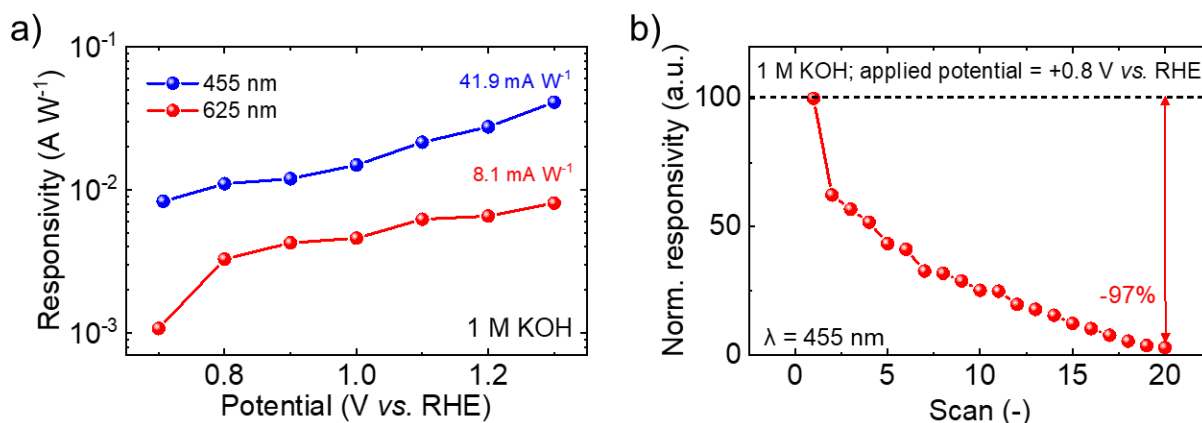 a)
10⁻¹
10⁻²
10⁻³
Responsivity (A W⁻¹)
455 nm
625 nm
41.9 mA W⁻¹
8.1 mA W⁻¹
1 M KOH
0.8 1.0 1.2
Potential (V vs. RHE)
b)
Norm. responsivity (a.u.)
1 M KOH; applied potential = +0.8 V vs. RHE
100
50
0
-97%
λ = 455 nm
0 5 10 15 20
Scan (-)